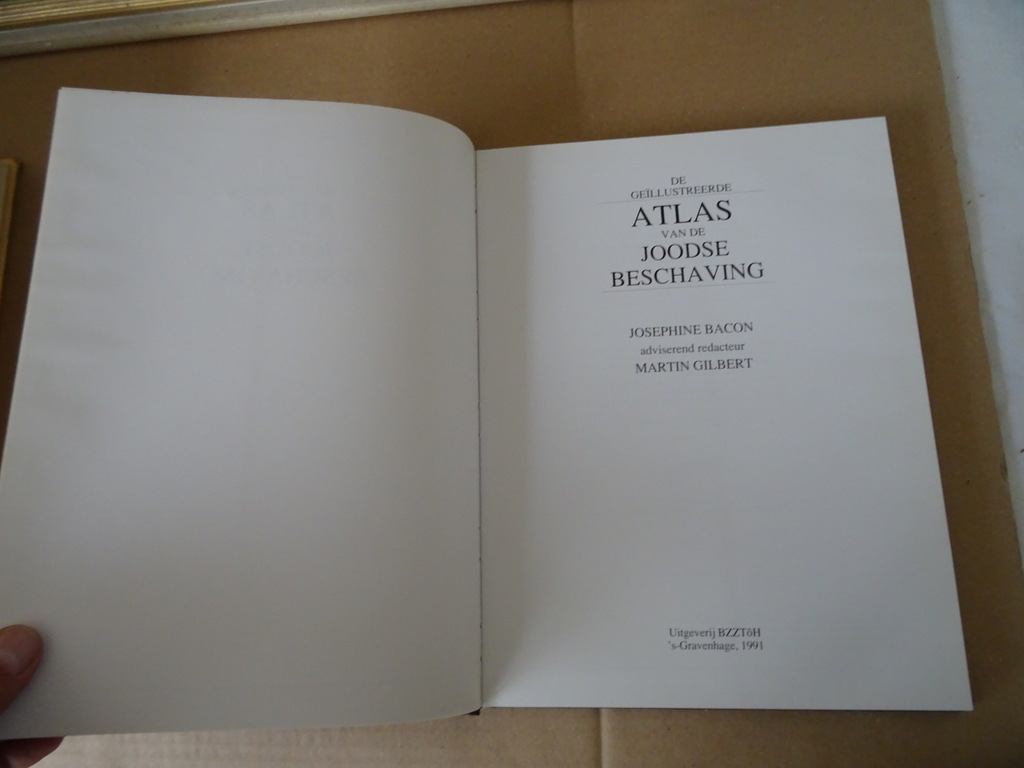 DE
GEÏLLUSTREERDE
ATLAS
VAN DE
JOODSE
BESCHAVING
JOSEPHINE BACON
adviserend redacteur
MARTIN GILBERT
Uitgeverij BZZTôH
's-Gravenhage, 1991